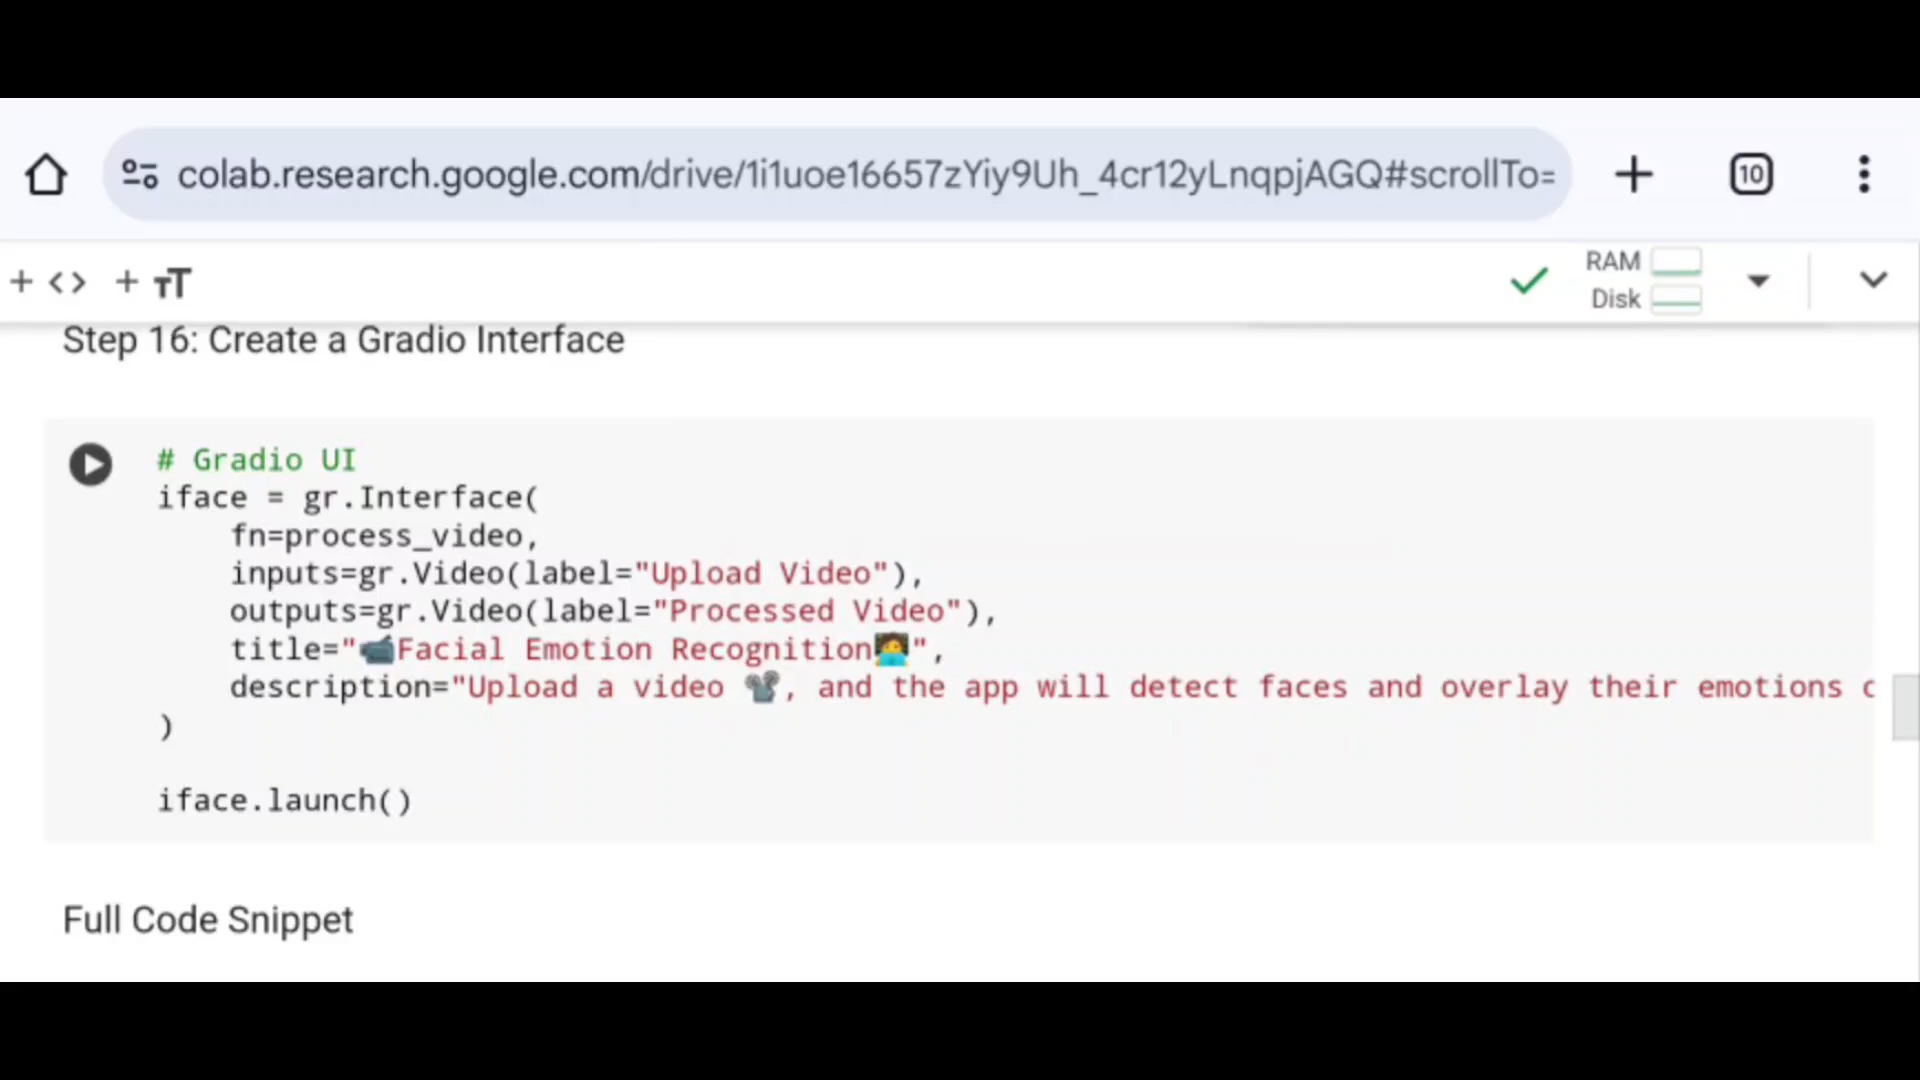 colab.research.google.com/drive/1i1uoe16657zYiy9Uh_4cr12yLnqpjAGQ#scrollTo=
10
RAM
Disk
Step 16: Create a Gradio Interface
# Gradio UI
iface = gr.Interface(
    fn=process_video,
    inputs=gr.Video(label="Upload Video"),
    outputs=gr.Video(label="Processed Video"),
    title="📹Facial Emotion Recognition🧑‍💻",
    description="Upload a video 📽️, and the app will detect faces and overlay their emotions
)
iface.launch()
Full Code Snippet